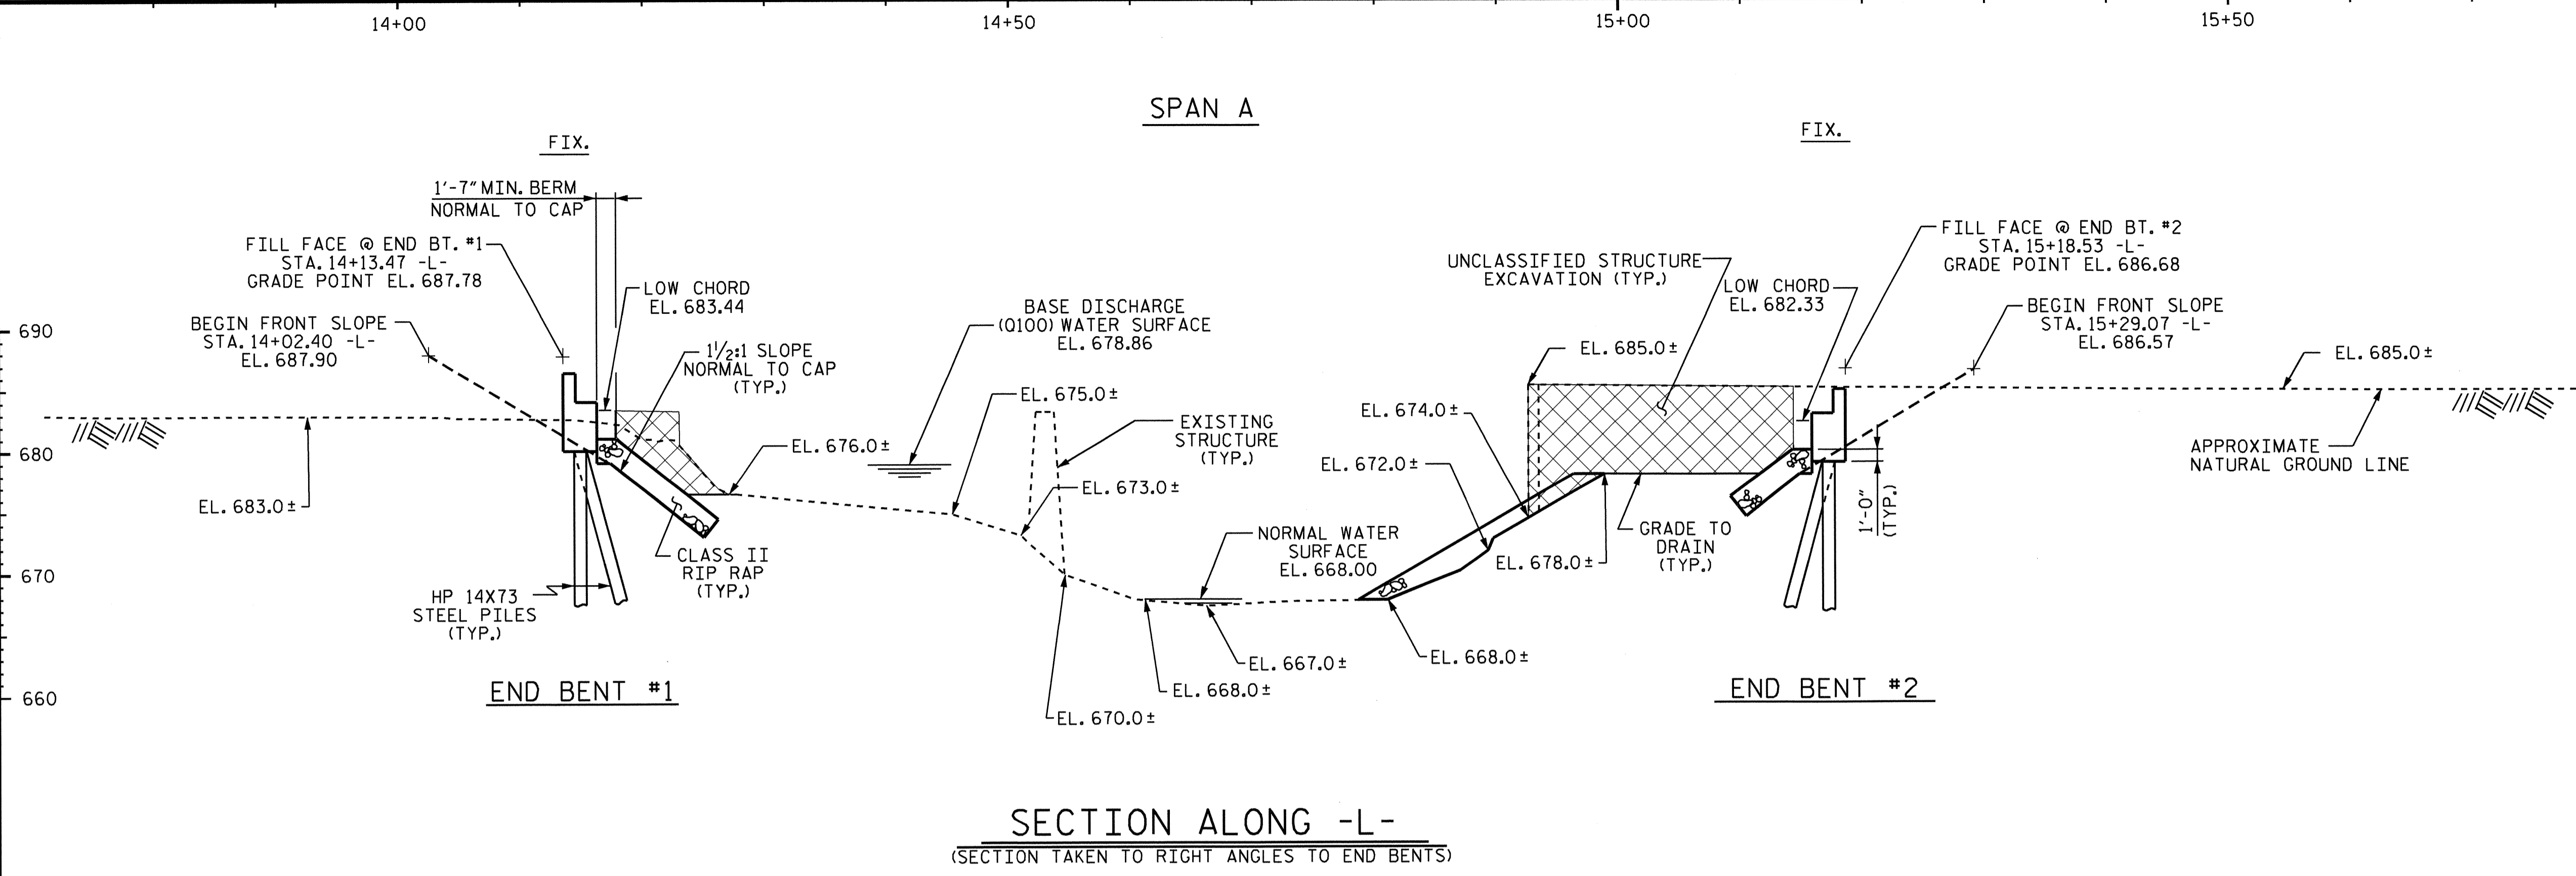 14+00
14+50
15+00
15+50
SPAN A
FIX.
FIX.
1'-7" MIN. BERM
NORMAL TO CAP
FILL FACE @ END BT. #1
STA. 14+13.47 -L-
GRADE POINT EL. 687.78
LOW CHORD
EL. 683.44
BEGIN FRONT SLOPE
STA. 14+02.40 -L-
EL. 687.90
1½:1 SLOPE
NORMAL TO CAP
(TYP.)
BASE DISCHARGE
(Q100) WATER SURFACE
EL. 678.86
EL. 675.0±
EXISTING
STRUCTURE
(TYP.)
EL. 676.0±
EL. 673.0±
EL. 683.0±
CLASS II
RIP RAP
(TYP.)
HP 14X73
STEEL PILES
(TYP.)
END BENT #1
690
680
670
660
NORMAL WATER
SURFACE
EL. 668.00
EL. 667.0±
EL. 668.0±
EL. 670.0±
EL. 668.0±
UNCLASSIFIED STRUCTURE
EXCAVATION (TYP.)
LOW CHORD
EL. 682.33
FILL FACE @ END BT. #2
STA. 15+18.53 -L-
GRADE POINT EL. 686.68
BEGIN FRONT SLOPE
STA. 15+29.07 -L-
EL. 686.57
EL. 685.0±
EL. 685.0±
EL. 674.0±
EL. 672.0±
EL. 678.0±
GRADE TO
DRAIN
(TYP.)
1'-0"
(TYP.)
APPROXIMATE
NATURAL GROUND LINE
END BENT #2
SECTION ALONG -L-
(SECTION TAKEN TO RIGHT ANGLES TO END BENTS)